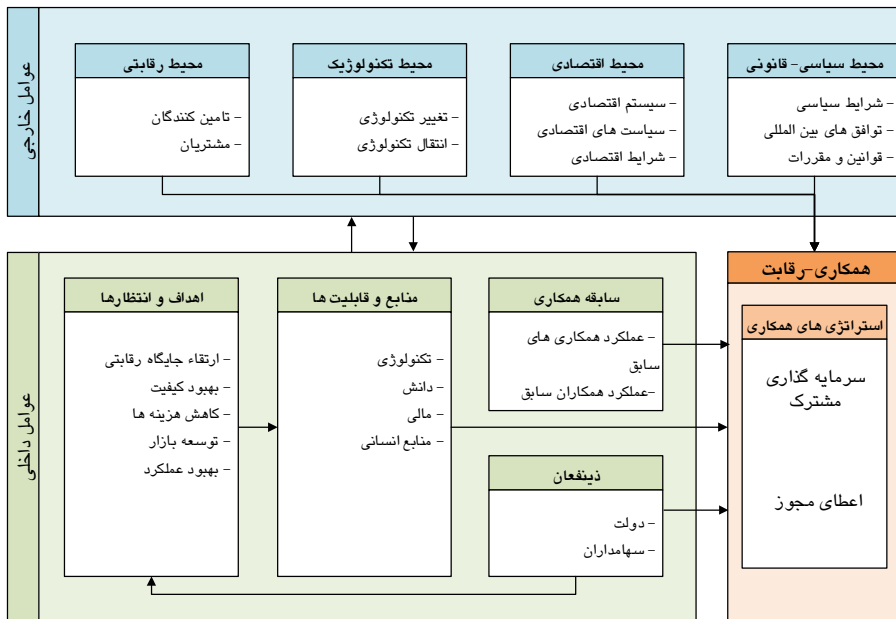 عوامل خارجی
محیط سیاسی- قانونی
- شرایط سیاسی
- توافق های بین المللی
- قوانین و مقررات
محیط اقتصادی
- سیستم اقتصادی
- سیاست های اقتصادی
- شرایط اقتصادی
محیط تکنولوژیک
- تغییر تکنولوژی
- انتقال تکنولوژی
محیط رقابتی
- تامین کنندگان
- مشتریان
عوامل داخلی
اهداف و انتظارها
- ارتقاء جایگاه رقابتی
- بهبود کیفیت
- کاهش هزینه ها
- توسعه بازار
- بهبود عملکرد
منابع و قابلیت ها
- تکنولوژی
- دانش
- مالی
- منابع انسانی
سابقه همکاری
- عملکرد همکاری های
سابق
-عملکرد همکاران سابق
ذینفعان
- دولت
- سهامداران
همکاری-رقابت
استراتژی های همکاری
سرمایه گذاری
مشترک
اعطای مجوز